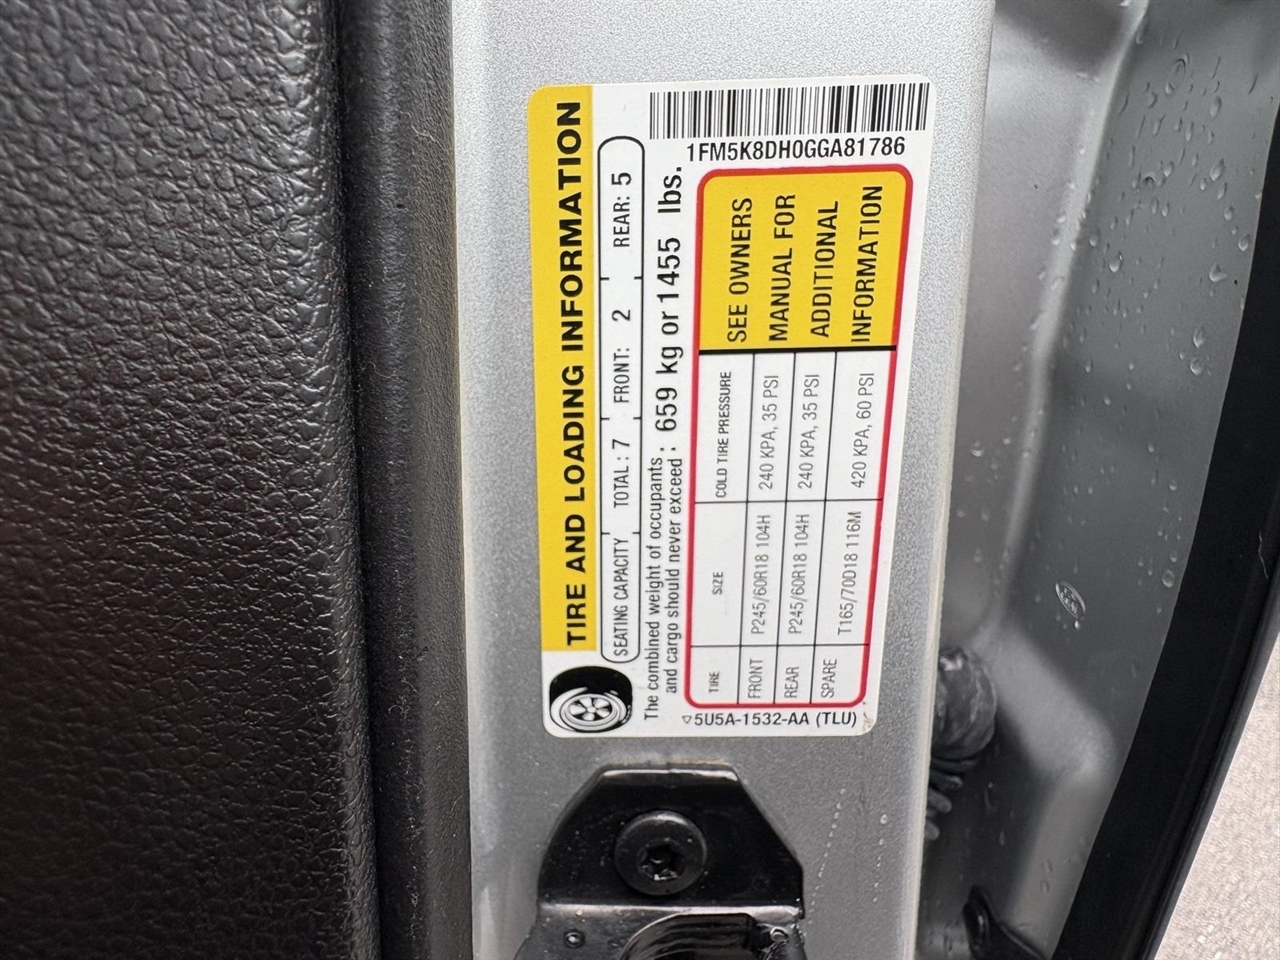 1FM5K8DH0GGA81786
TIRE AND LOADING INFORMATION
SEATING CAPACITY TOTAL : 7 FRONT: 2 REAR: 5
The combined weight of occupants
and cargo should never exceed : 659 kg or 1455 lbs.
TIRE SIZE COLD TIRE PRESSURE
FRONT P245/60R18 104H 240 KPA, 35 PSI
REAR P245/60R18 104H 240 KPA, 35 PSI
SPARE T165/70D18 116M 420 KPA, 60 PSI
SEE OWNERS
MANUAL FOR
ADDITIONAL
INFORMATION
5U5A-1532-AA (TLU)